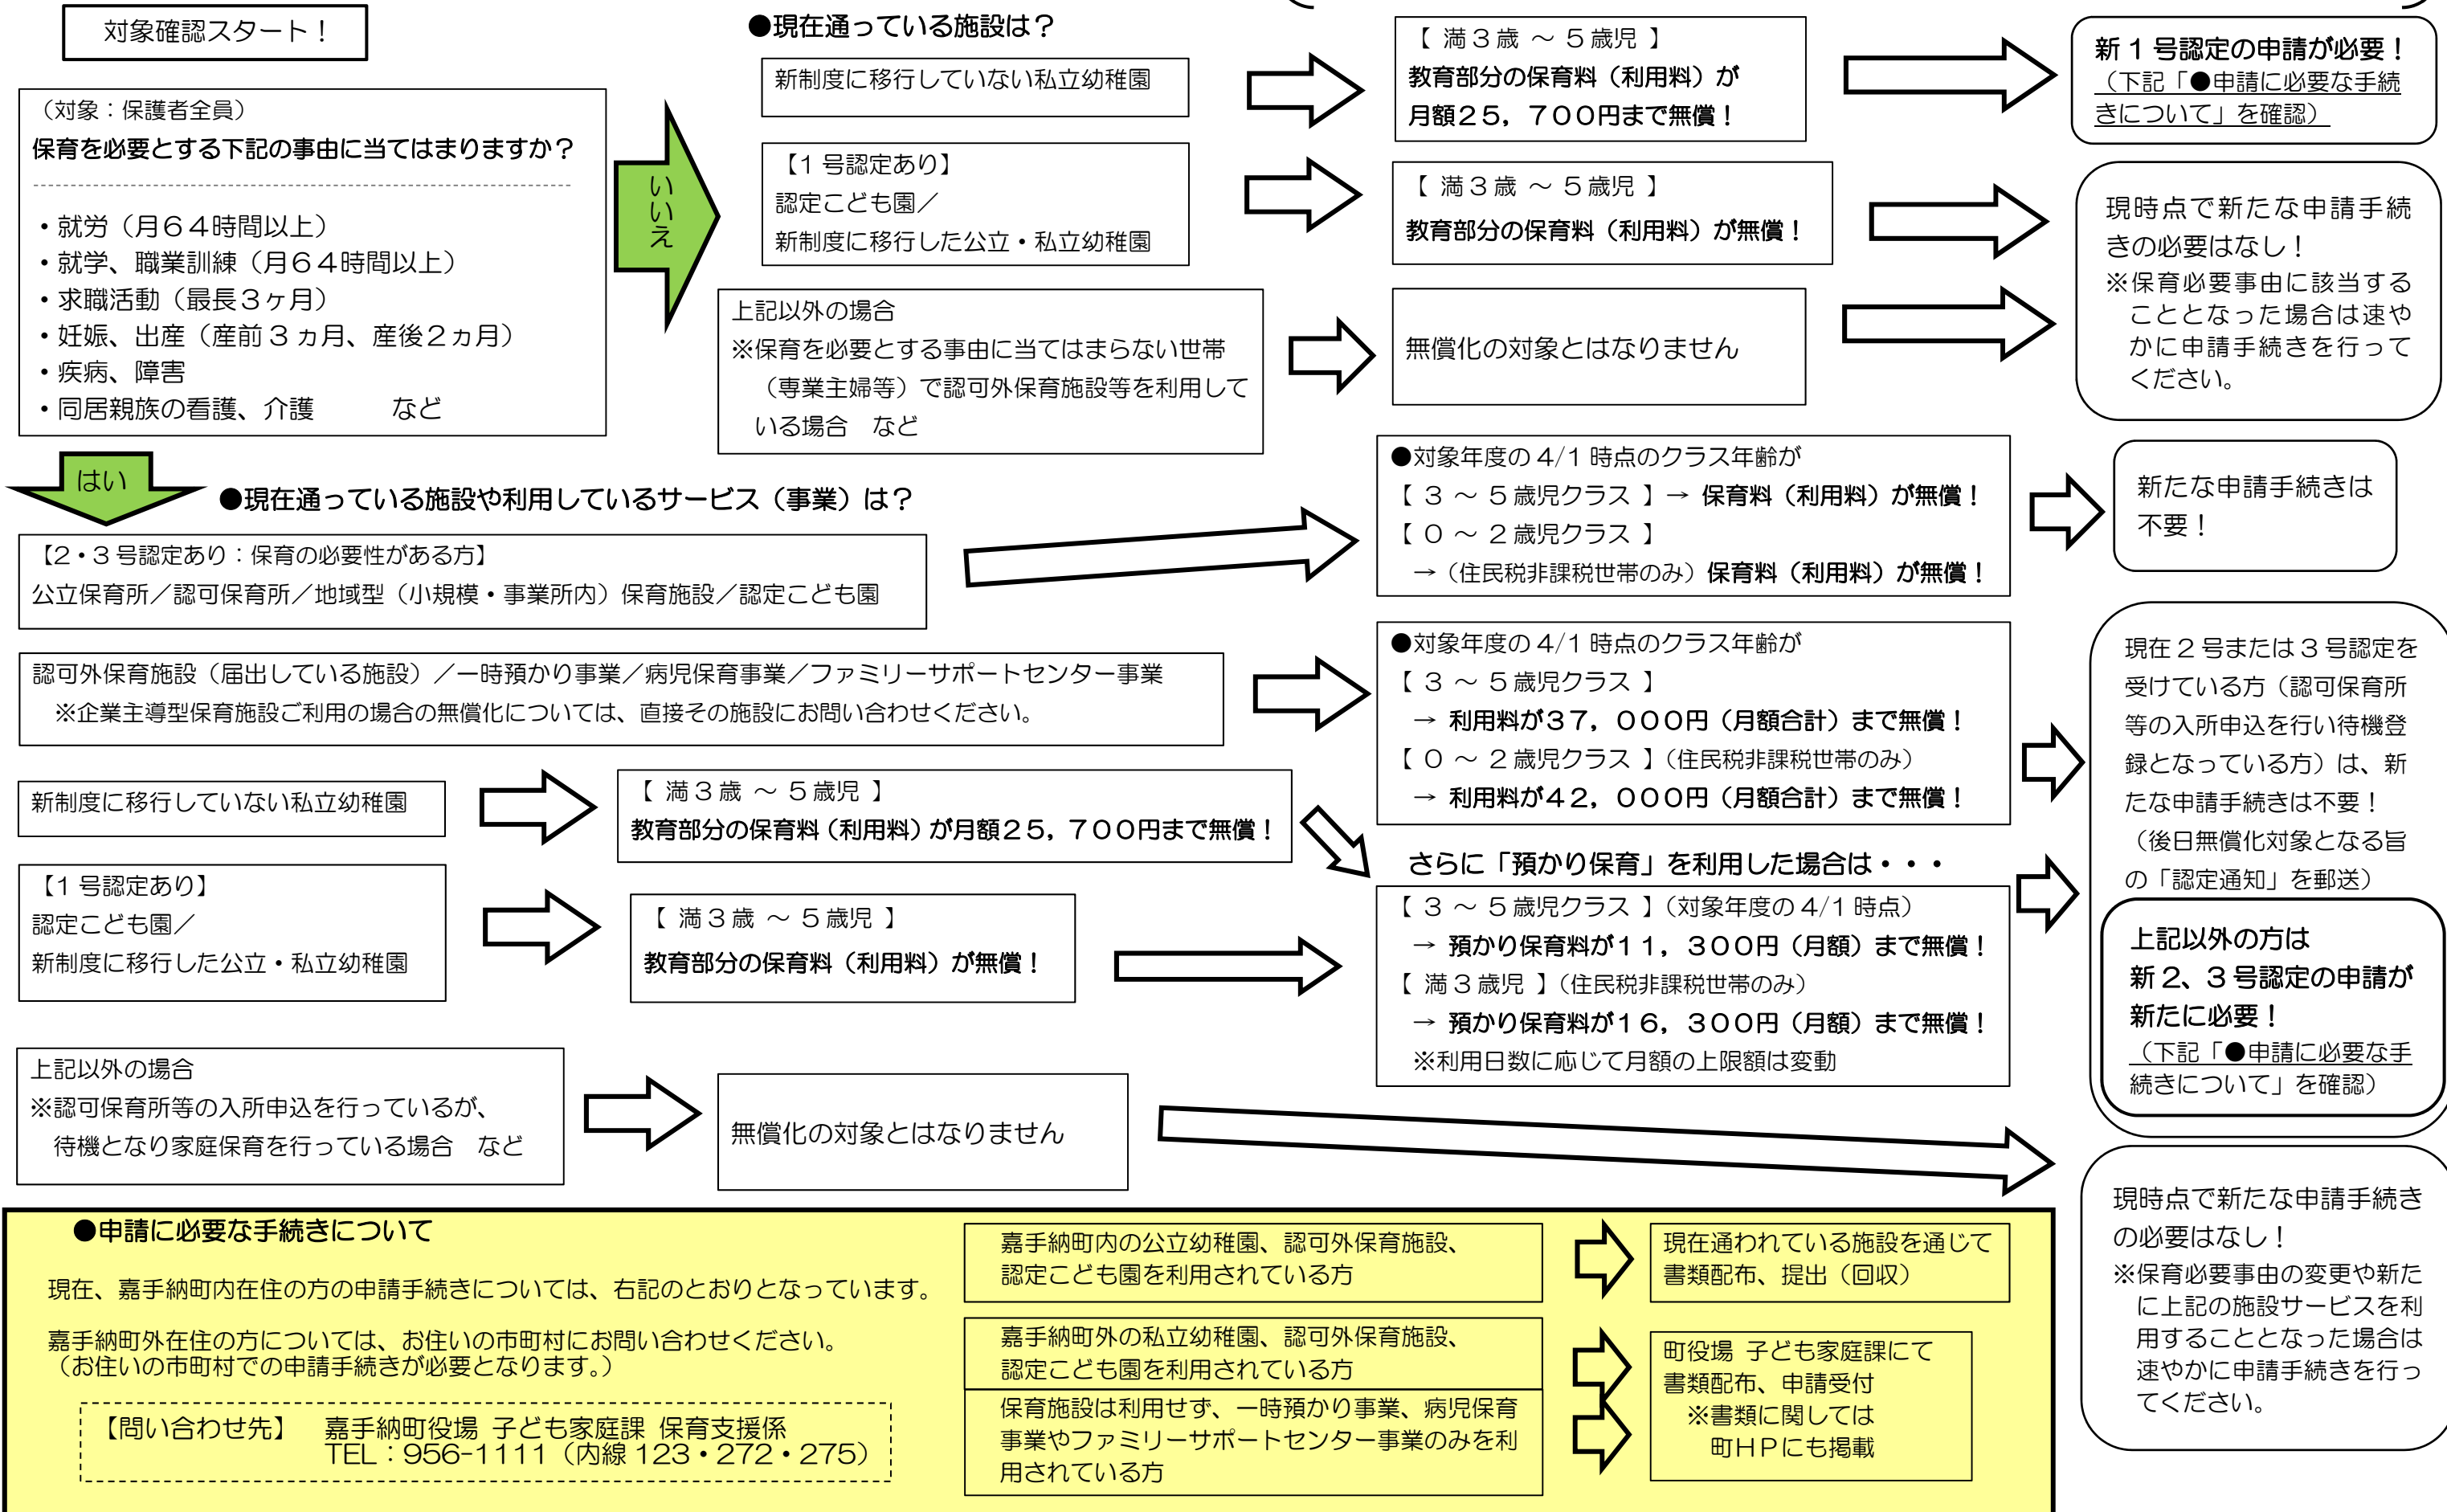 対象確認スタート！
（対象：保護者全員）
保育を必要とする下記の事由に当てはまりますか？
・就労（月６４時間以上）
・就学、職業訓練（月６４時間以上）
・求職活動（最長３ヶ月）
・妊娠、出産（産前３ヵ月、産後２ヵ月）
・疾病、障害
・同居親族の看護、介護　　　など
いいえ
●現在通っている施設は？
新制度に移行していない私立幼稚園
【 満３歳 ～ ５歳児 】
教育部分の保育料（利用料）が
月額２５，７００円まで無償！
新１号認定の申請が必要！
（下記「●申請に必要な手続
きについて」を確認）
【１号認定あり】
認定こども園／
新制度に移行した公立・私立幼稚園
【 満３歳 ～ ５歳児 】
教育部分の保育料（利用料）が無償！
上記以外の場合
※保育を必要とする事由に当てはまらない世帯
（専業主婦等）で認可外保育施設等を利用して
いる場合　など
無償化の対象とはなりません
現時点で新たな申請手続
きの必要はなし！
※保育必要事由に該当する
こととなった場合は速や
かに申請手続きを行って
ください。
はい
●現在通っている施設や利用しているサービス（事業）は？
【２・３号認定あり：保育の必要性がある方】
公立保育所／認可保育所／地域型（小規模・事業所内）保育施設／認定こども園
●対象年度の 4/1 時点のクラス年齢が
【 ３ ～ ５歳児クラス 】→ 保育料（利用料）が無償！
【 ０ ～ ２歳児クラス 】
→（住民税非課税世帯のみ）保育料（利用料）が無償！
新たな申請手続きは
不要！
認可外保育施設（届出している施設）／一時預かり事業／病児保育事業／ファミリーサポートセンター事業
※企業主導型保育施設ご利用の場合の無償化については、直接その施設にお問い合わせください。
●対象年度の 4/1 時点のクラス年齢が
【 ３ ～ ５歳児クラス 】
→ 利用料が３７，０００円（月額合計）まで無償！
【 ０ ～ ２歳児クラス 】（住民税非課税世帯のみ）
→ 利用料が４２，０００円（月額合計）まで無償！
新制度に移行していない私立幼稚園
【 満３歳 ～ ５歳児 】
教育部分の保育料（利用料）が月額２５，７００円まで無償！
【１号認定あり】
認定こども園／
新制度に移行した公立・私立幼稚園
【 満３歳 ～ ５歳児 】
教育部分の保育料（利用料）が無償！
さらに「預かり保育」を利用した場合は・・・
【 ３ ～ ５歳児クラス 】（対象年度の 4/1 時点）
→ 預かり保育料が１１，３００円（月額）まで無償！
【 満３歳児 】（住民税非課税世帯のみ）
→ 預かり保育料が１６，３００円（月額）まで無償！
※利用日数に応じて月額の上限額は変動
現在２号または３号認定を
受けている方（認可保育所
等の入所申込を行い待機登
録となっている方）は、新
たな申請手続きは不要！
（後日無償化対象となる旨
の「認定通知」を郵送）
上記以外の方は
新２、３号認定の申請が
新たに必要！
（下記「●申請に必要な手
続きについて」を確認）
上記以外の場合
※認可保育所等の入所申込を行っているが、
待機となり家庭保育を行っている場合　など
無償化の対象とはなりません
現時点で新たな申請手続き
の必要はなし！
※保育必要事由の変更や新た
に上記の施設サービスを利
用することとなった場合は
速やかに申請手続きを行っ
てください。
●申請に必要な手続きについて
現在、嘉手納町内在住の方の申請手続きについては、右記のとおりとなっています。
嘉手納町外在住の方については、お住いの市町村にお問い合わせください。
（お住いの市町村での申請手続きが必要となります。）
【問い合わせ先】　嘉手納町役場 子ども家庭課 保育支援係
TEL：956-1111（内線 123・272・275）
嘉手納町内の公立幼稚園、認可外保育施設、
認定こども園を利用されている方
現在通われている施設を通じて
書類配布、提出（回収）
嘉手納町外の私立幼稚園、認可外保育施設、
認定こども園を利用されている方
保育施設は利用せず、一時預かり事業、病児保育
事業やファミリーサポートセンター事業のみを利
用されている方
町役場 子ども家庭課にて
書類配布、申請受付
※書類に関しては
町ＨＰにも掲載